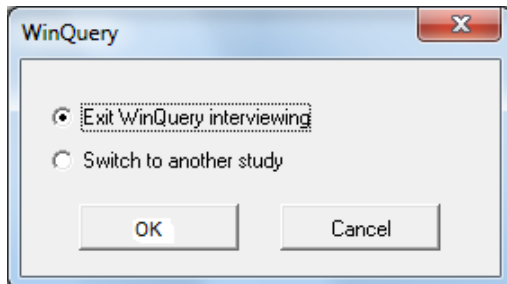 WinQuery
Exit WinQuery interviewing
Switch to another study
OK
Cancel